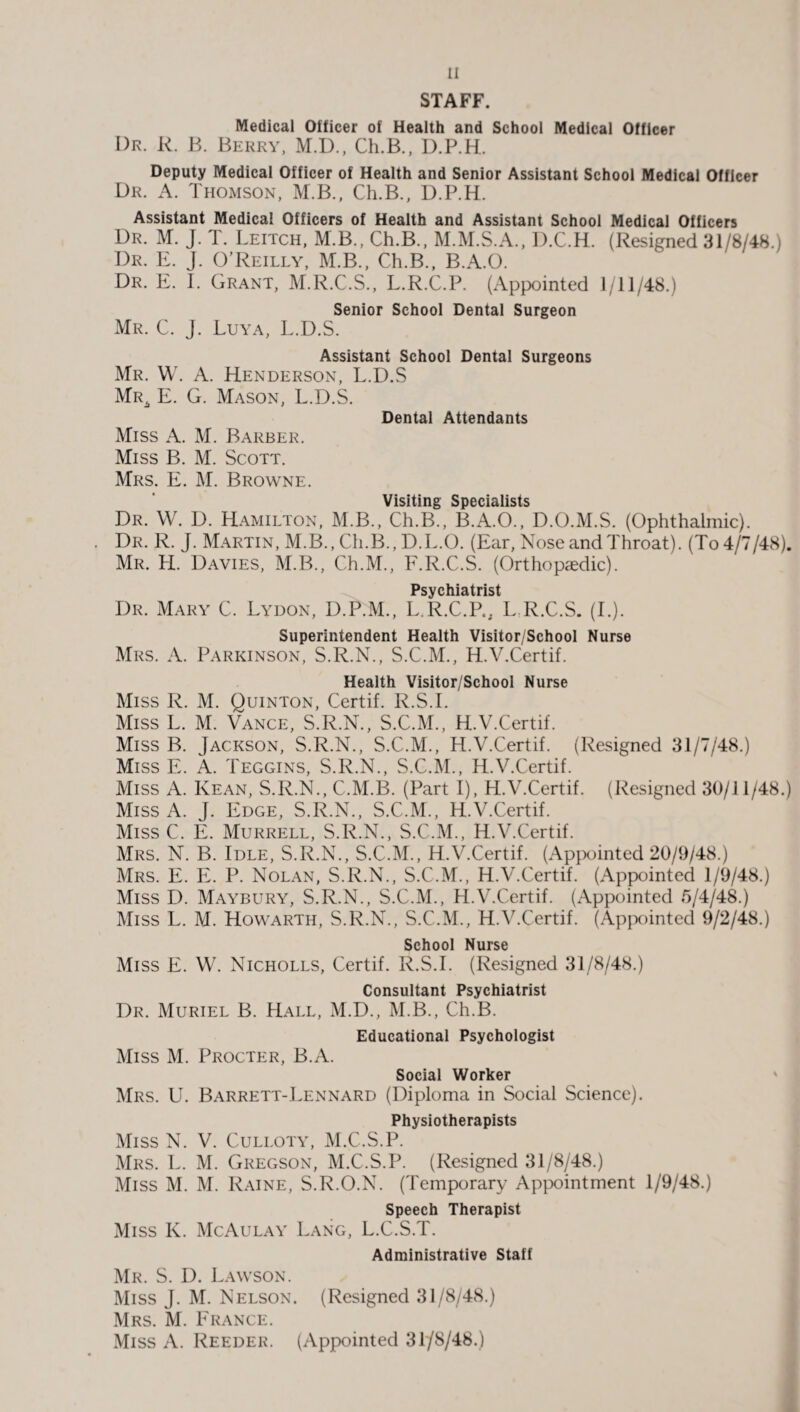 II
STAFF.
Medical Officer of Health and School Medical Officer
Dr. R. B. Berry, M.D., Ch.B., D.P.H.
Deputy Medical Officer of Health and Senior Assistant School Medical Officer
Dr. A. Thomson, M.B., Ch.B., D.P.H.
Assistant Medical Officers of Health and Assistant School Medical Officers
Dr. M. J. T. Leitch, M.B., Ch.B., M.M.S.A., D.C.H. (Resigned 31/8/48.)
Dr. E. J. O'Reilly, M.B., Ch.B., B.A.O.
Dr. E. I. Grant, M.R.C.S., L.R.C.P. (Appointed 1/11/48.)
Senior School Dental Surgeon
Mr. C. J. Luya, L.D.S.
Assistant School Dental Surgeons
Mr. W. A. Henderson, L.D.S
Mr. E. G. Mason, L.D.S.
Dental Attendants
Miss A. M. Barber.
Miss B. M. Scott.
Mrs. E. M. Browne.
Visiting Specialists
Dr. W. D. Hamilton, M.B., Ch.B., B.A.O., D.O.M.S. (Ophthalmic).
Dr. R. J. Martin, M.B., Ch.B., D.L.O. (Ear, Nose and Throat). (To 4/7/48).
Mr. H. Davies, M.B., Ch.M., F.R.C.S. (Orthopædic).
Psychiatrist
Dr. Mary C. Lydon, D.P.M., L.R.C.P., L.R.C.S. (I.).
Superintendent Health Visitor/School Nurse
Mrs. A. Parkinson, S.R.N., S.C.M., H.V.Certif.
Health Visitor/School Nurse
Miss R. M. Quinton, Certif. R.S.I.
Miss L. M. Vance, S.R.N., S.C.M., H.V.Certif.
Miss B. Jackson, S.R.N., S.C.M., H.V.Certif. (Resigned 31/7/48.)
Miss E. A. Teggins, S.R.N., S.C.M., H.V.Certif.
Miss A. Kean, S.R.N., C.M.B. (Part I), H.V.Certif. (Resigned 30/11/48.)
Miss A. J. Edge, S.R.N., S.C.M., H.V.Certif.
Miss C. E. Murrell, S.R.N., S.C.M., H.V.Certif.
Mrs. N. B. Idle, S.R.N., S.C.M., H.V.Certif. (Appointed 20/9/48.)
Mrs. E. E. P. Nolan, S.R.N., S.C.M., H.V.Certif. (Appointed 1/9/48.)
Miss D. Maybury, S.R.N., S.C.M., H.V.Certif. (Appointed 5/4/48.)
Miss L. M. Howarth, S.R.N., S.C.M., H.V.Certif. (Appointed 9/2/48.)
School Nurse
Miss E. W. Nicholls, Certif. R.S.I. (Resigned 31/8/48.)
Consultant Psychiatrist
Dr. Muriel B. Hall, M.D., M.B., Ch.B.
Educational Psychologist
Miss M. Procter, B.A.
Social Worker
Mrs. U. Barrett-Lennard (Diploma in Social Science).
Physiotherapists
Miss N. V. Culloty, M.C.S.P.
Mrs. L. M. Gregson, M.C.S.P. (Resigned 31/8/48.)
Miss M. M. Raine, S.R.O.N. (Temporary Appointment 1/9/48.)
Speech Therapist
Miss K. McAulay Lang, L.C.S.T.
Administrative Staff
Mr. S. D. Lawson.
Miss J. M. Nelson. (Resigned 31/8/48.)
Mrs. M. France.
Miss A. Reeder. (Appointed 31/8/48.)